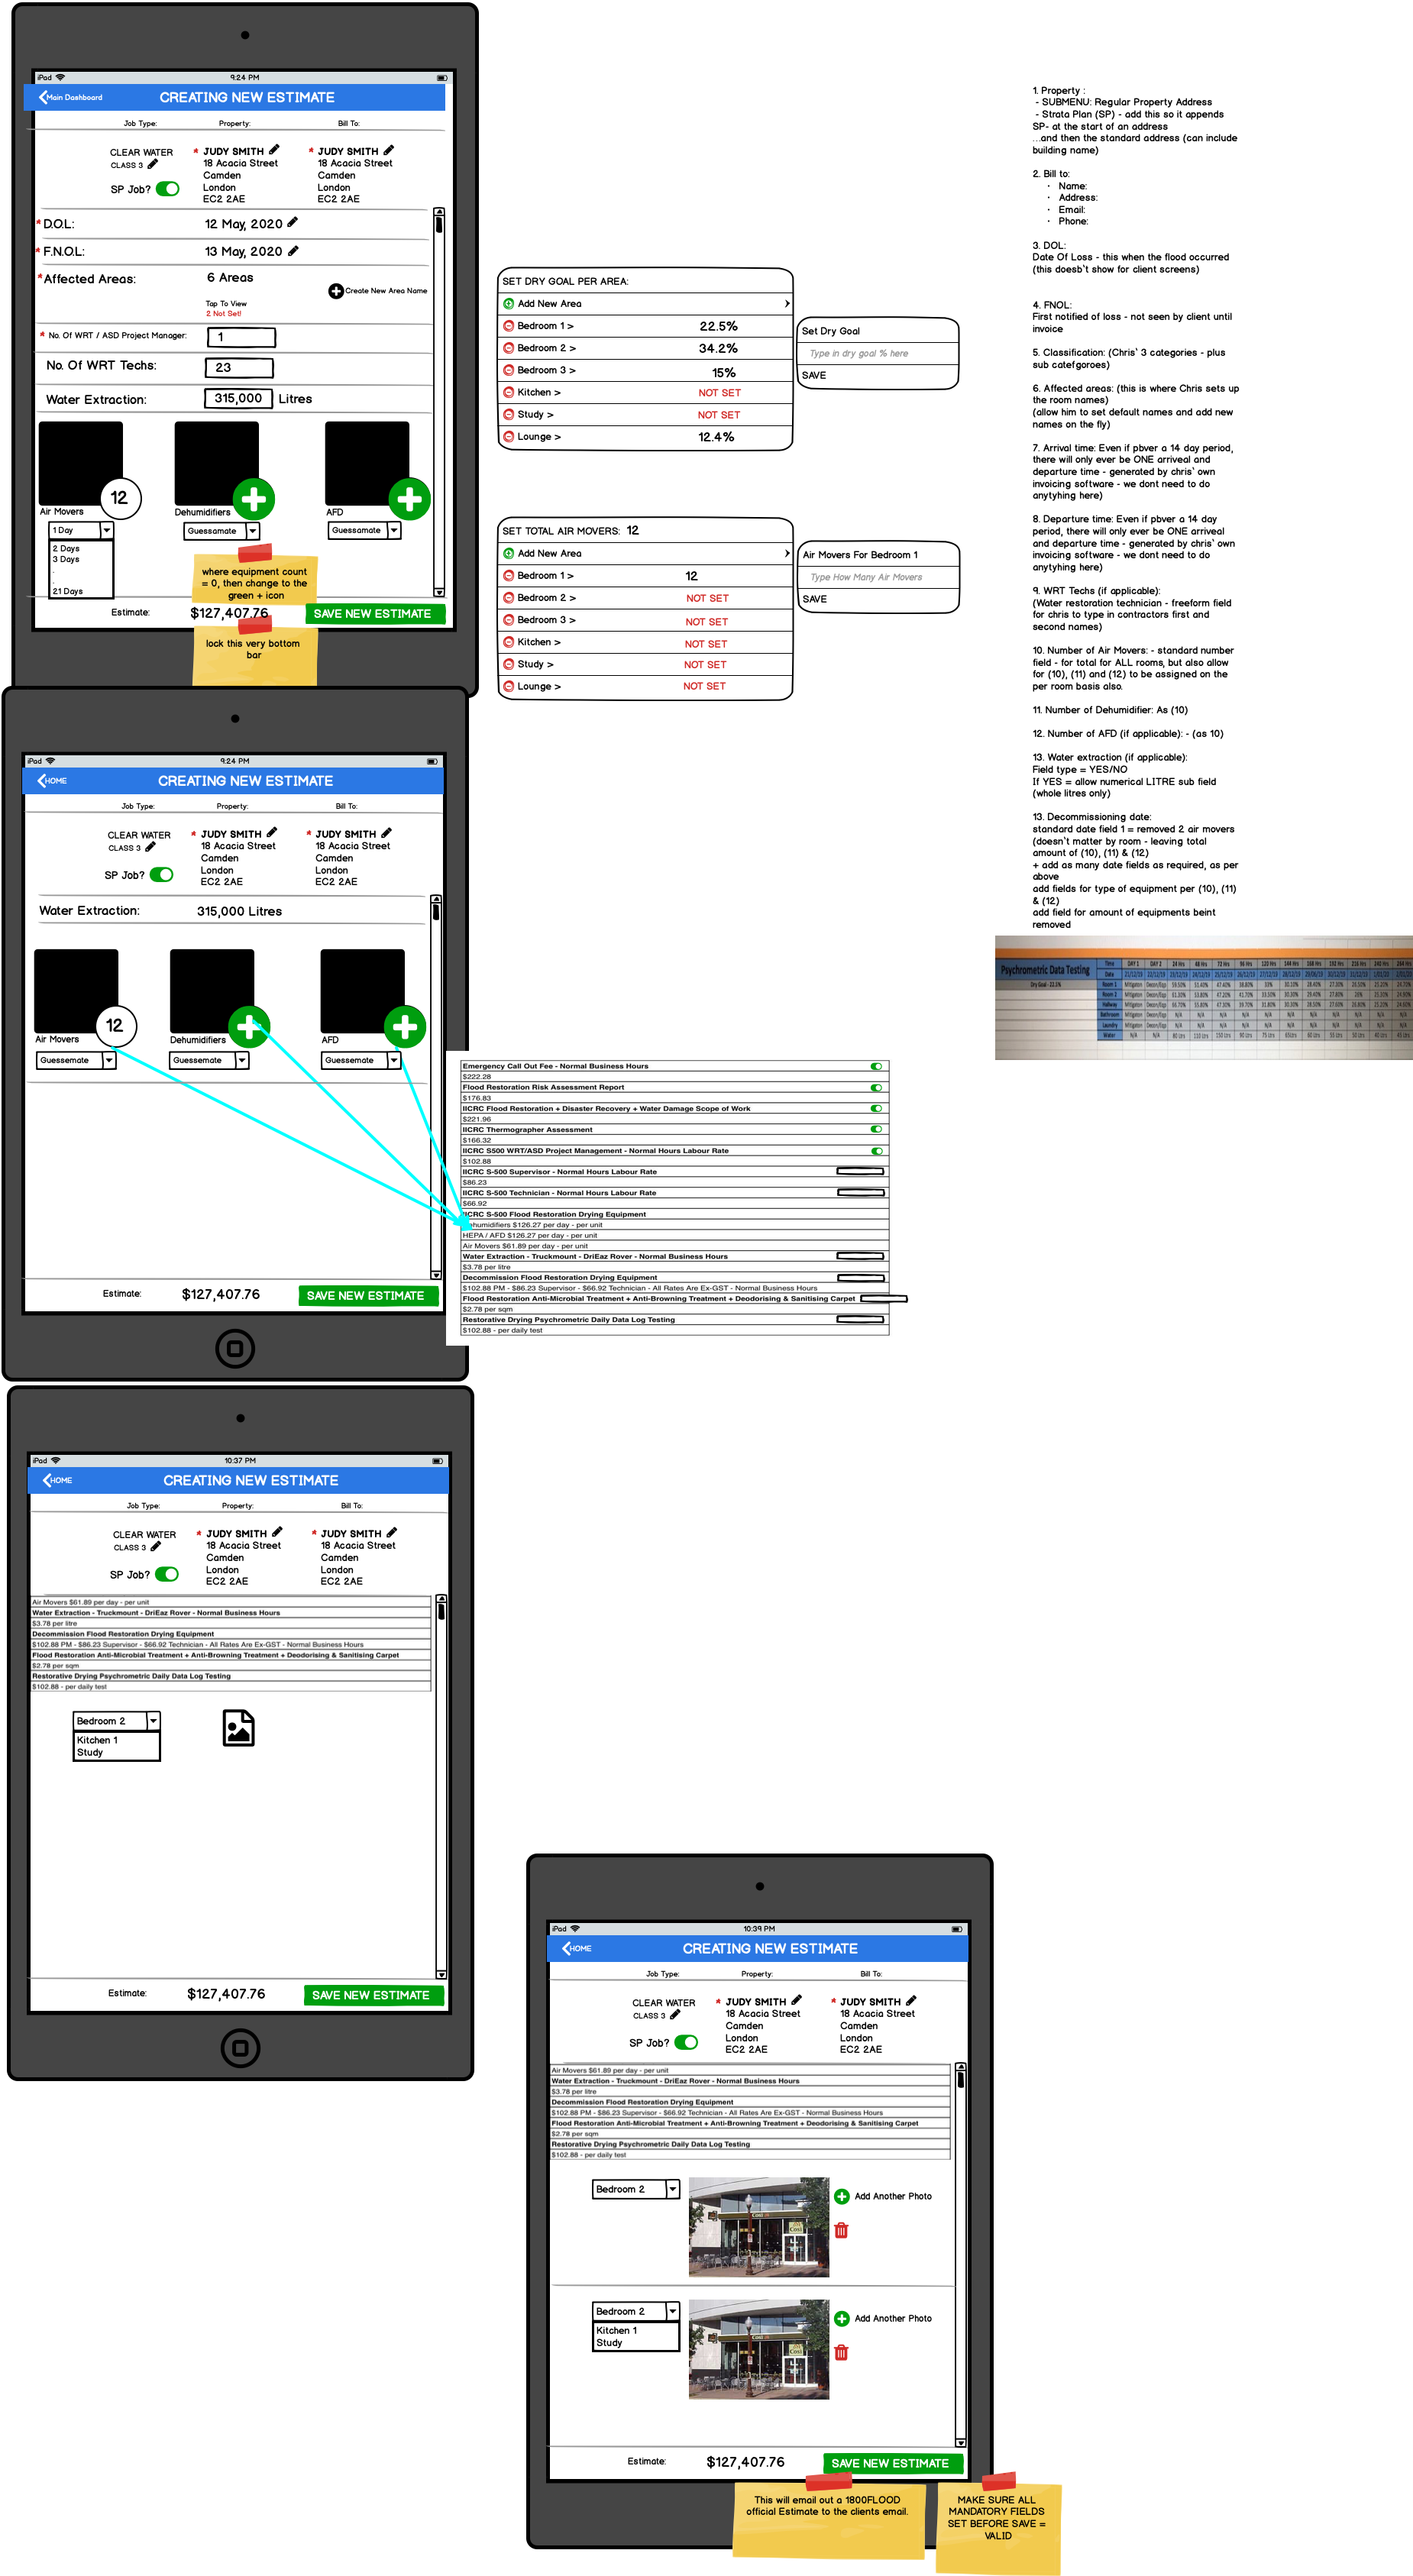 iPad
9:24 PM
Main Dashboard
CREATING NEW ESTIMATE
Job Type:
Property:
Bill To:
CLEAR WATER
CLASS 3
SP Job?
* JUDY SMITH
18 Acacia Street
Camden
London
EC2 2AE
* JUDY SMITH
18 Acacia Street
Camden
London
EC2 2AE
* D.O.L:
12 May, 2020
* F.N.O.L:
13 May, 2020
* Affected Areas:
6 Areas
Tap To View
2 Not Set!
Create New Area Name
* No. Of WRT / ASD Project Manager:
1
No. Of WRT Techs:
23
Water Extraction:
315,000 Litres
12
Air Movers
Dehumidifiers
AFD
1 Day
2 Days
3 Days
.
.
21 Days
Guessamate
Guessamate
where equipment count
= 0, then change to the
green + icon
Estimate:
$127,407.76
SAVE NEW ESTIMATE
lock this very bottom
bar
SET DRY GOAL PER AREA:
Add New Area >
Bedroom 1 > 22.5%
Bedroom 2 > 34.2%
Bedroom 3 > 15%
Kitchen > NOT SET
Study > NOT SET
Lounge > 12.4%
Set Dry Goal
Type in dry goal % here
SAVE
SET TOTAL AIR MOVERS: 12
Add New Area >
Bedroom 1 > 12
Bedroom 2 > NOT SET
Bedroom 3 > NOT SET
Kitchen > NOT SET
Study > NOT SET
Lounge > NOT SET
Air Movers For Bedroom 1
Type How Many Air Movers
SAVE
1. Property :
- SUBMENU: Regular Property Address
- Strata Plan (SP) - add this so it appends
SP- at the start of an address
...and then the standard address (can include
building name)
2. Bill to:
· Name:
· Address:
· Email:
· Phone:
3. DOL:
Date Of Loss - this when the flood occurred
(this doesb't show for client screens)
4. FNOL:
First notified of loss - not seen by client until
invoice
5. Classification: (Chris' 3 categories - plus
sub catefgoroes)
6. Affected areas: (this is where Chris sets up
the room names)
(allow him to set default names and add new
names on the fly)
7. Arrival time: Even if pbver a 14 day period,
there will only ever be ONE arriveal and
departure time - generated by chris' own
invoicing software - we dont need to do
anytyhing here)
8. Departure time: Even if pbver a 14 day
period, there will only ever be ONE arriveal
and departure time - generated by chris' own
invoicing software - we dont need to do
anytyhing here)
9. WRT Techs (if applicable):
(Water restoration technician - freeform field
for chris to type in contractors first and
second names)
10. Number of Air Movers: - standard number
field - for total for ALL rooms, but also allow
for (10), (11) and (12) to be assigned on the
per room basis also.
11. Number of Dehumidifier: As (10)
12. Number of AFD (if applicable): - (as 10)
13. Water extraction (if applicable):
Field type = YES/NO
If YES = allow numerical LITRE sub field
(whole litres only)
13. Decommissioning date:
standard date field 1 = removed 2 air movers
(doesn't matter by room - leaving total
amount of (10), (11) & (12)
+ add as many date fields as required, as per
above
add fields for type of equipment per (10), (11)
& (12)
add field for amount of equipments beint
removed
Psychrometric Data Testing
Time DAY 1 DAY 2 24 Hrs 48 Hrs 72 Hrs 96 Hrs 120 Hrs 144 Hrs 168 Hrs 192 Hrs 216 Hrs 240 Hrs 264 Hrs
Date
Dry Goal - 22.5%
Room 1
Room 2
Hallway
Bathroom N/A
Laundry N/A
Water N/A N/A
iPad
9:24 PM
HOME
CREATING NEW ESTIMATE
Job Type:
Property:
Bill To:
CLEAR WATER
CLASS 3
SP Job?
* JUDY SMITH
18 Acacia Street
Camden
London
EC2 2AE
* JUDY SMITH
18 Acacia Street
Camden
London
EC2 2AE
Water Extraction:
315,000 Litres
12
Air Movers
Dehumidifiers
AFD
Guessemate
Guessemate
Guessemate
Estimate:
$127,407.76
SAVE NEW ESTIMATE
Emergency Call Out Fee - Normal Business Hours
$222.28
Flood Restoration Risk Assessment Report
$176.83
IICRC Flood Restoration + Disaster Recovery + Water Damage Scope of Work
$221.96
IICRC Thermographer Assessment
$166.32
IICRC S500 WRT/ASD Project Management - Normal Hours Labour Rate
$102.88
IICRC S-500 Supervisor - Normal Hours Labour Rate
$86.23
IICRC S-500 Technician - Normal Hours Labour Rate
$66.92
IICRC S-500 Flood Restoration Drying Equipment
Dehumidifiers $126.27 per day - per unit
HEPA / AFD $126.27 per day - per unit
Air Movers $61.89 per day - per unit
Water Extraction - Truckmount - DriEaz Rover - Normal Business Hours
$3.78 per litre
Decommission Flood Restoration Drying Equipment
$102.88 PM - $86.23 Supervisor - $66.92 Technician - All Rates Are Ex-GST - Normal Business Hours
Flood Restoration Anti-Microbial Treatment + Anti-Browning Treatment + Deodorising & Sanitising Carpet
$2.78 per sqm
Restorative Drying Psychrometric Daily Data Log Testing
$102.88 - per daily test
iPad
10:37 PM
HOME
CREATING NEW ESTIMATE
Job Type:
Property:
Bill To:
CLEAR WATER
CLASS 3
SP Job?
* JUDY SMITH
18 Acacia Street
Camden
London
EC2 2AE
* JUDY SMITH
18 Acacia Street
Camden
London
EC2 2AE
Air Movers $61.89 per day - per unit
Water Extraction - Truckmount - DriEaz Rover - Normal Business Hours
$3.78 per litre
Decommission Flood Restoration Drying Equipment
$102.88 PM - $86.23 Supervisor - $66.92 Technician - All Rates Are Ex-GST - Normal Business Hours
Flood Restoration Anti-Microbial Treatment + Anti-Browning Treatment + Deodorising & Sanitising Carpet
$2.78 per sqm
Restorative Drying Psychrometric Daily Data Log Testing
$102.88 - per daily test
Bedroom 2
Kitchen 1
Study
Estimate:
$127,407.76
SAVE NEW ESTIMATE
iPad
10:39 PM
HOME
CREATING NEW ESTIMATE
Job Type:
Property:
Bill To:
CLEAR WATER
CLASS 3
SP Job?
* JUDY SMITH
18 Acacia Street
Camden
London
EC2 2AE
* JUDY SMITH
18 Acacia Street
Camden
London
EC2 2AE
Air Movers $61.89 per day - per unit
Water Extraction - Truckmount - DriEaz Rover - Normal Business Hours
$3.78 per litre
Decommission Flood Restoration Drying Equipment
$102.88 PM - $86.23 Supervisor - $66.92 Technician - All Rates Are Ex-GST - Normal Business Hours
Flood Restoration Anti-Microbial Treatment + Anti-Browning Treatment + Deodorising & Sanitising Carpet
$2.78 per sqm
Restorative Drying Psychrometric Daily Data Log Testing
$102.88 - per daily test
Bedroom 2
Cosi
Add Another Photo
Bedroom 2
Kitchen 1
Study
Cosi
Add Another Photo
Estimate:
$127,407.76
SAVE NEW ESTIMATE
This will email out a 1800FLOOD
official Estimate to the clients email.
MAKE SURE ALL
MANDATORY FIELDS
SET BEFORE SAVE =
VALID